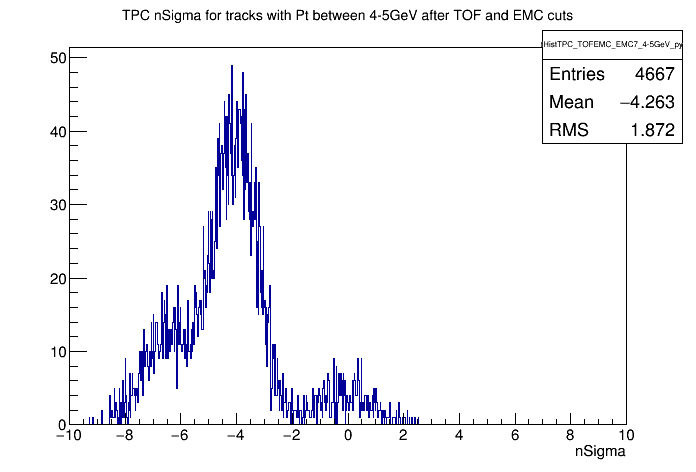 TPC nSigma for tracks with Pt between 4-5GeV after TOF and EMC cuts
HistTPC_TOFEMC_EMC7_4-5GeV_py
Entries 4667
Mean −4.263
RMS 1.872
50
40
30
20
10
0
−10 −8 −6 −4 −2 0 2 4 6 8 10
nSigma